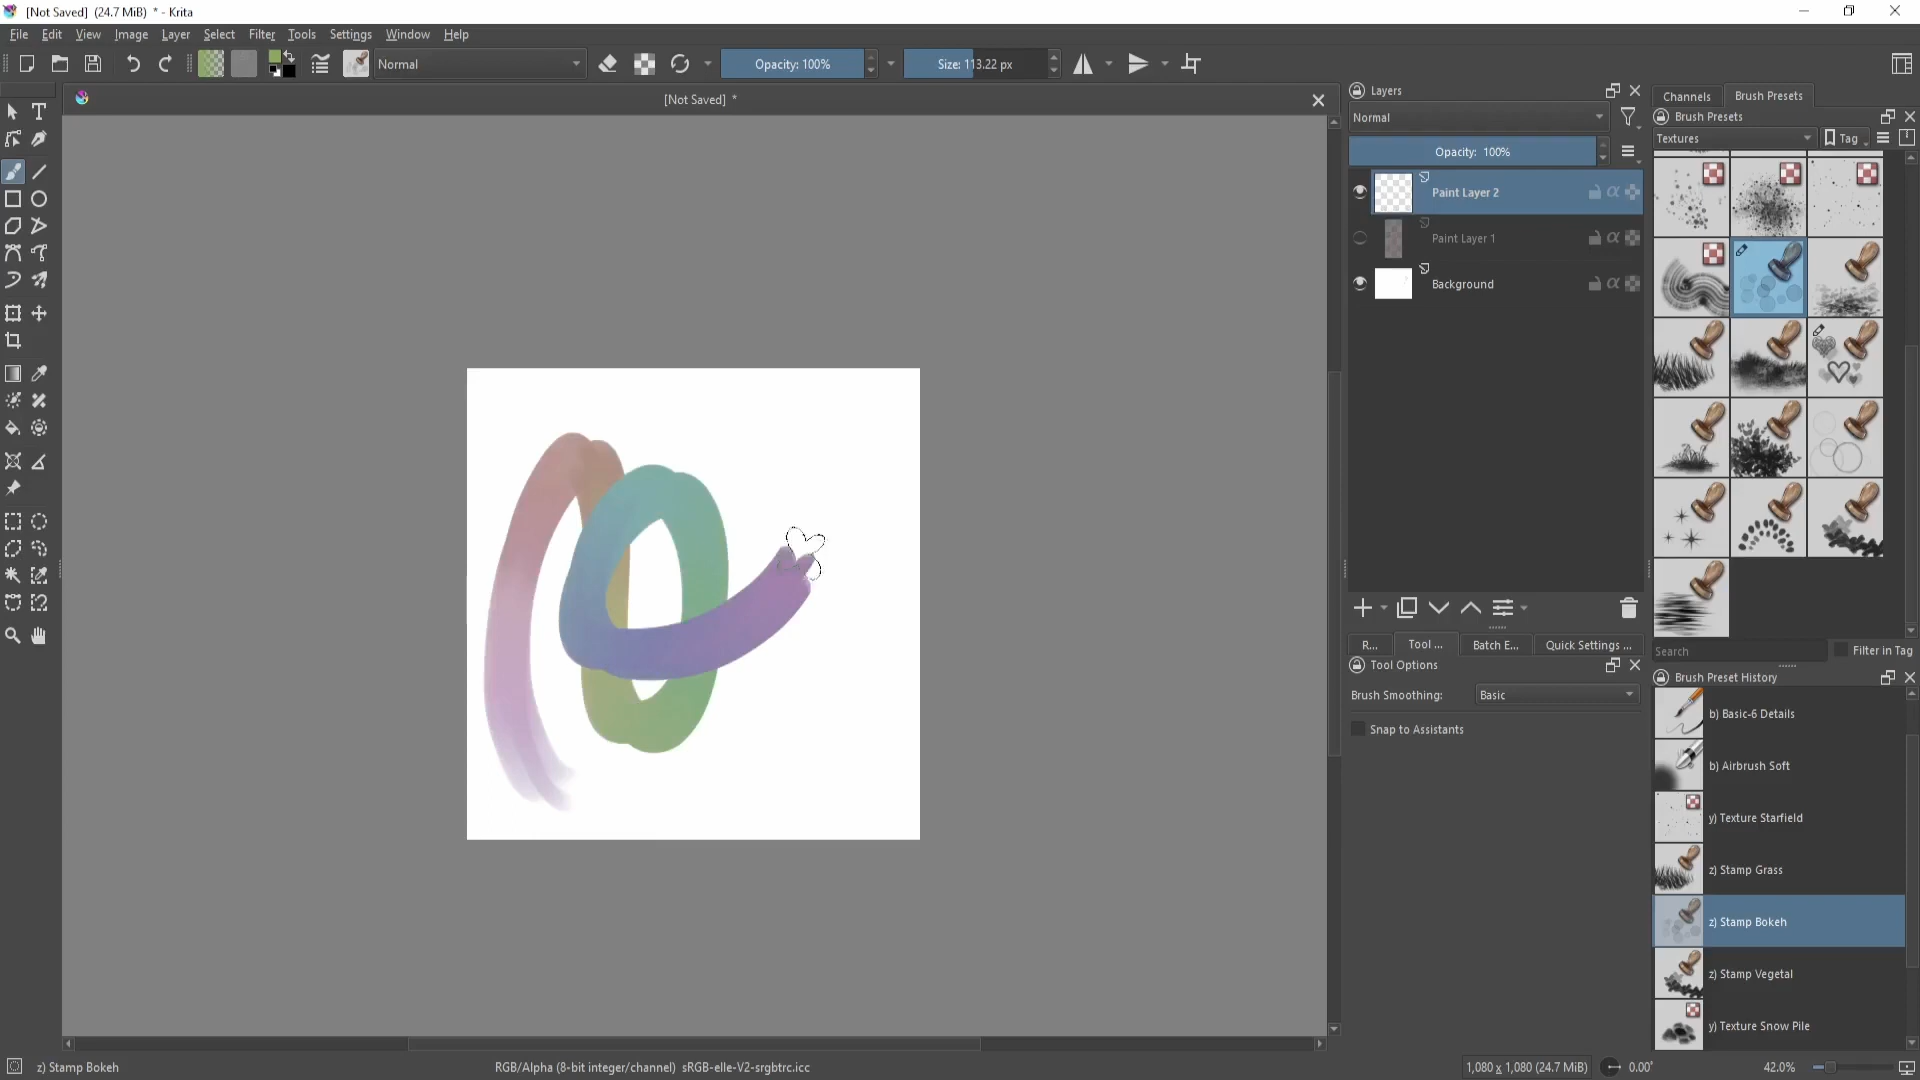 [Not Saved]  (24.7 MiB)  * - Krita
File Edit View Image Layer Select Filter Tools Settings Window Help
Normal
Opacity: 100%
Size: 113.22 px
[Not Saved]  *
Layers
Normal
Opacity:  100%
Paint Layer 2
Paint Layer 1
Background
R...
Tool ...
Batch E...
Quick Settings ...
Tool Options
Brush Smoothing:
Basic
Snap to Assistants
Channels
Brush Presets
Brush Presets
Textures
Tag
Search
Filter in Tag
Brush Preset History
b) Basic-6 Details
b) Airbrush Soft
y) Texture Starfield
z) Stamp Grass
z) Stamp Bokeh
z) Stamp Vegetal
y) Texture Snow Pile
z) Stamp Bokeh
RGB/Alpha (8-bit integer/channel)  sRGB-elle-V2-srgbtrc.icc
1,080 x 1,080 (24.7 MiB)
0.00°
42.0%